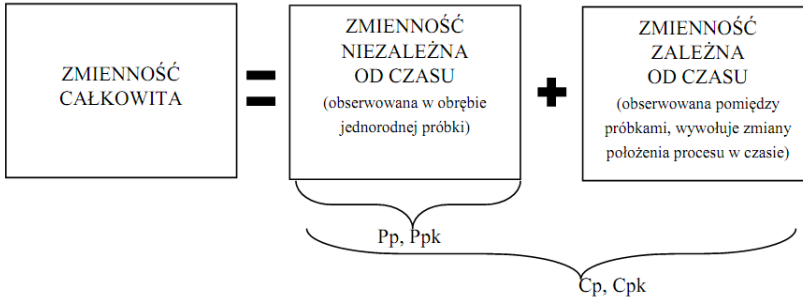 ZMIENNOŚĆ
CAŁKOWITA
=
ZMIENNOŚĆ
NIEZALEŻNA
OD CZASU
(obserwowana w obrębie
jednorodnej próbki)
+
ZMIENNOŚĆ
ZALEŻNA
OD CZASU
(obserwowana pomiędzy
próbkami, wywołuje zmiany
położenia procesu w czasie)
Pp, Ppk
Cp, Cpk